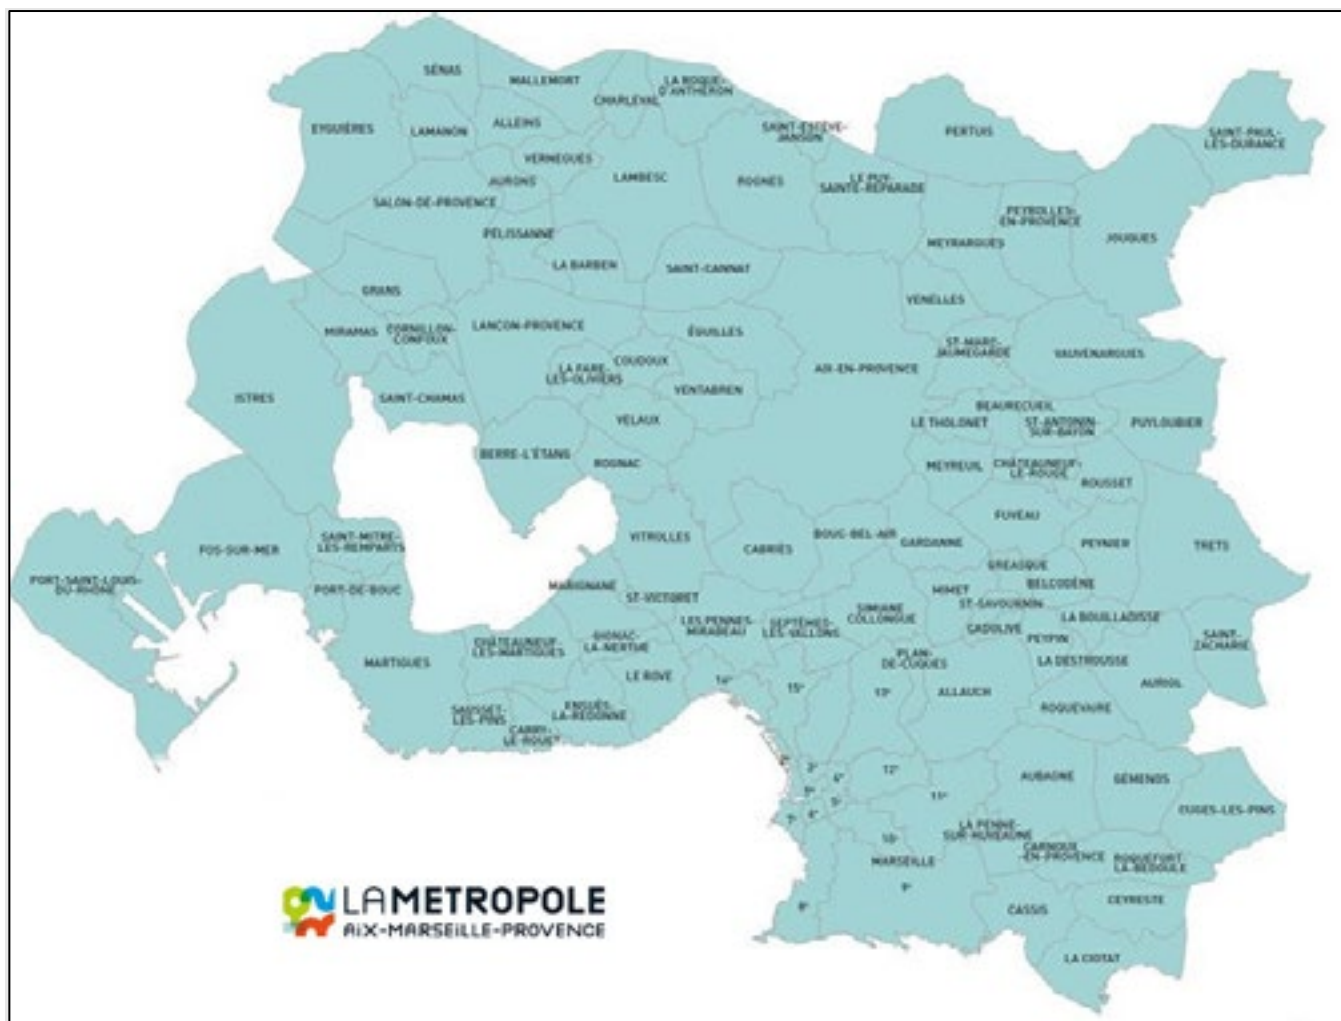 SÉNAS
MALLEMORT
LA ROQUE-
D'ANTHÉRON
CHARLEVAL
EYGUIÈRES
LAMANON
ALLEINS
SAINT-ESTÈVE-
JANSON
PERTUIS
SAINT-PAUL-
LÈS-DURANCE
VERNEGUES
AURONS
LAMBESC
ROGNES
LE PUY-
SAINTE-RÉPARADE
SALON-DE-PROVENCE
PEYROLLES-
EN-PROVENCE
PÉLISSANNE
MEYRARGUES
JOUQUES
LA BARBEN
SAINT-CANNAT
GRANS
VENELLES
MIRAMAS
CORNILLON-
CONFOUX
LANÇON-PROVENCE
ÉGUILLES
ST-MARC-
JAUMEGARDE
VAUVENARGUES
COUDOUX
LA FARE-
LES-OLIVIERS
AIX-EN-PROVENCE
VENTABREN
ISTRES
SAINT-CHAMAS
BEAURECUEIL
VELAUX
LE THOLONET
ST-ANTONIN-
SUR-BAYON
PUYLOUBIER
BERRE-L'ÉTANG
ROGNAC
MEYREUIL
CHÂTEAUNEUF-
LE-ROUGE
ROUSSET
FUVEAU
SAINT-MITRE-
LES-REMPARTS
VITROLLES
BOUC-BEL-AIR
FOS-SUR-MER
CABRIÈS
GARDANNE
PEYNIER
TRETS
GREASQUE
PORT-SAINT-LOUIS-
DU-RHÔNE
PORT-DE-BOUC
MARIGNANE
MIMET
BELCODÈNE
ST-VICTORET
ST-SAVOURNIN
SIMIANE
COLLONGUE
LA BOUILLADISSE
LES PENNES-
MIRABEAU
SEPTÈMES-
LES-VALLONS
GADOLIVE
PEYPIN
SAINT-
ZACHARIE
CHÂTEAUNEUF-
LES-MARTIGUES
GIGNAC-
LA-NERTHE
PLAN-
DE-CUQUES
LA DESTROUSSE
MARTIGUES
LE ROVE
16e
15e
13e
ALLAUCH
AURIOL
ROQUEVAIRE
SAUSSET-
LES-PINS
ENSUÈS-
LA-REDONNE
CARRY-
LE-ROUET
2e
3e
12e
AUBAGNE
GÉMENOS
11e
5e
7e
CUGES-LES-PINS
LA PENNE-
SUR-HUVEAUNE
10e
CARNOUX
-EN-PROVENCE
ROQUEFORT-
LA-BEDOULE
MARSEILLE
9e
8e
CASSIS
CEYRESTE
LA CIOTAT
LAMETROPOLE
AIX-MARSEILLE-PROVENCE